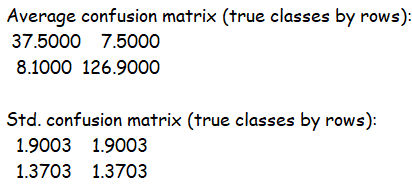 Average confusion matrix (true classes by rows):
37.5000 7.5000
8.1000 126.9000
Std. confusion matrix (true classes by rows):
1.9003 1.9003
1.3703 1.3703